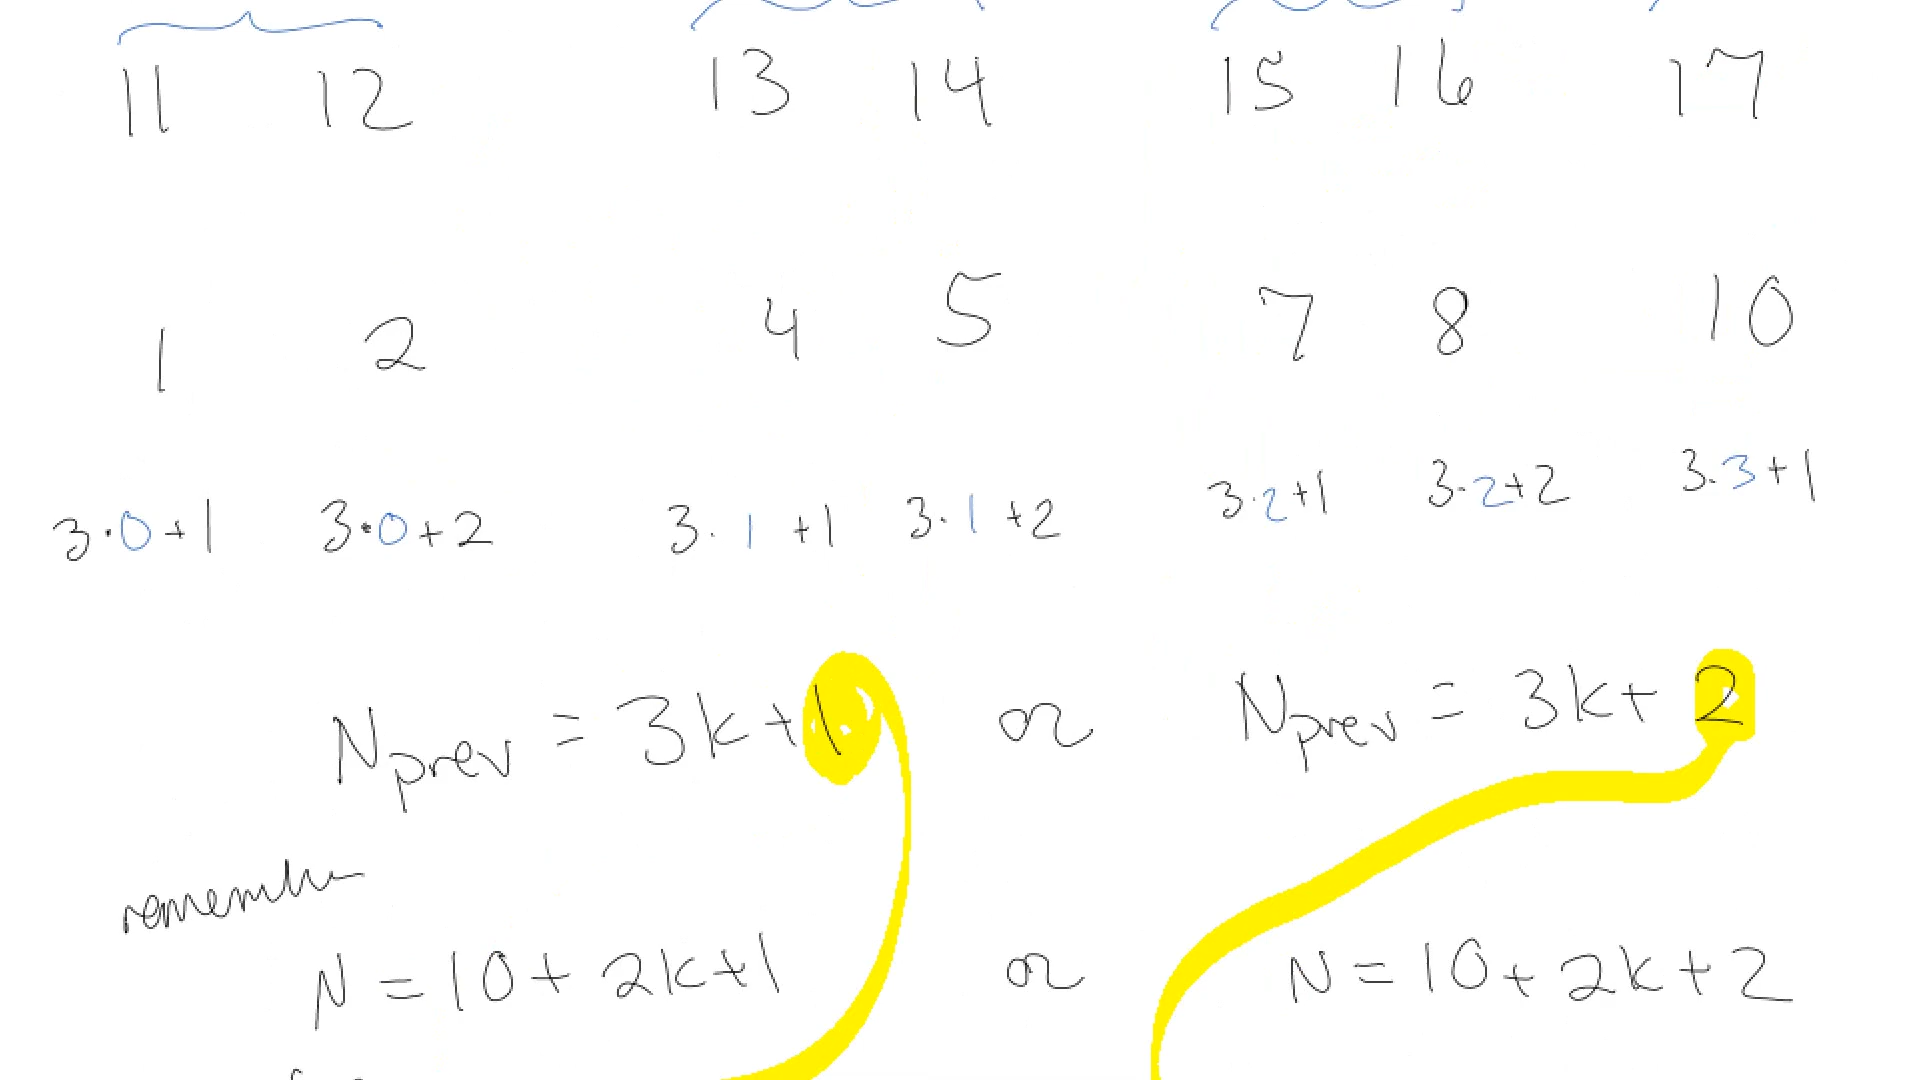 11 12 13 14 15 16 17
1 2 4 5 7 8 10
3·0+1 3·0+2 3·1+1 3·1+2 3·2+1 3·2+2 3·3+1
Nprev = 3k+1 or Nprev = 3k+2
remember
N=10+2k+1 or N=10+2k+2